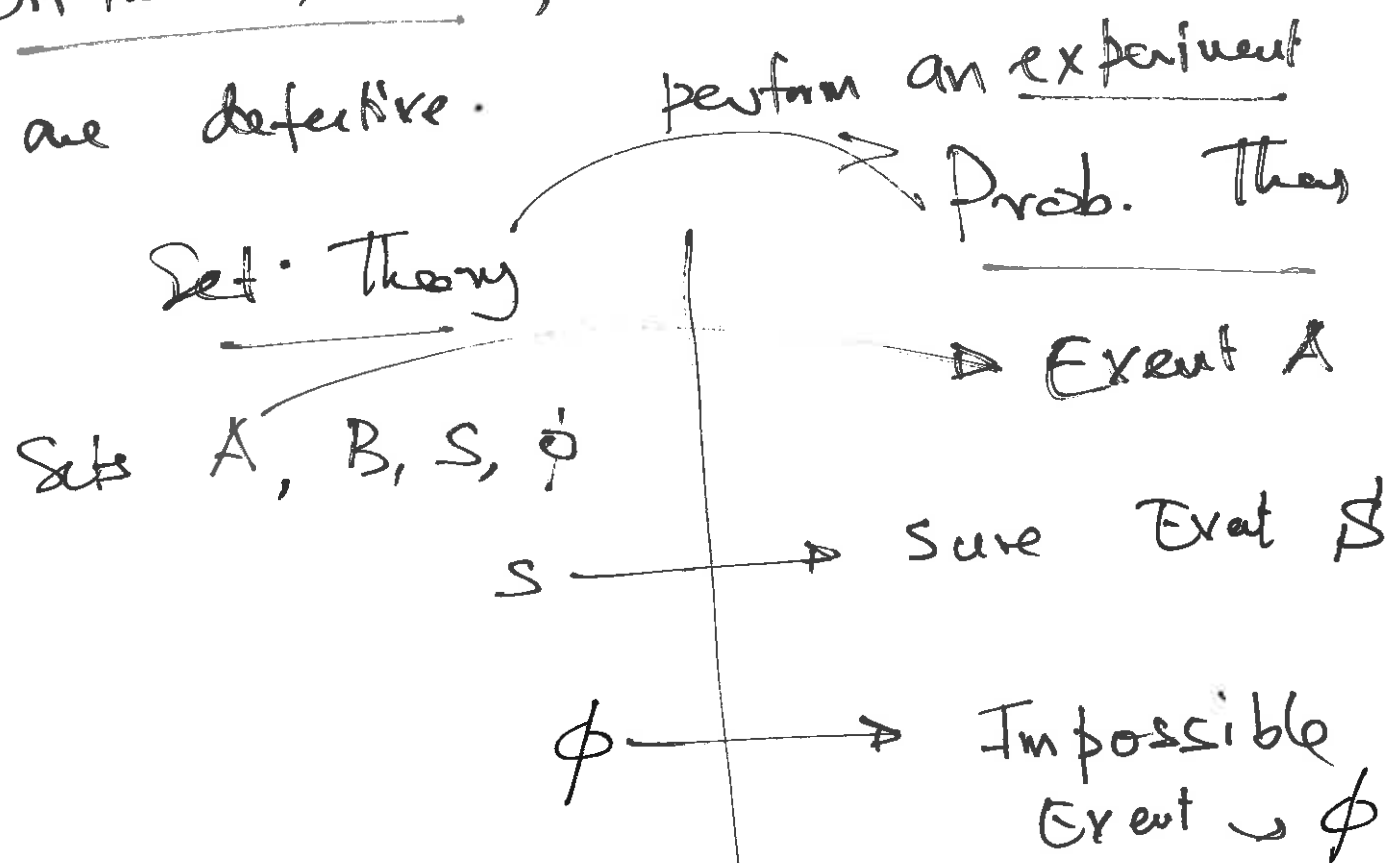 are defective.
perform an experiment
Set Theory
Prob. Theory
Event A
Sets A, B, S, ϕ
S → Sure Event S
ϕ → Impossible
Event ϕ